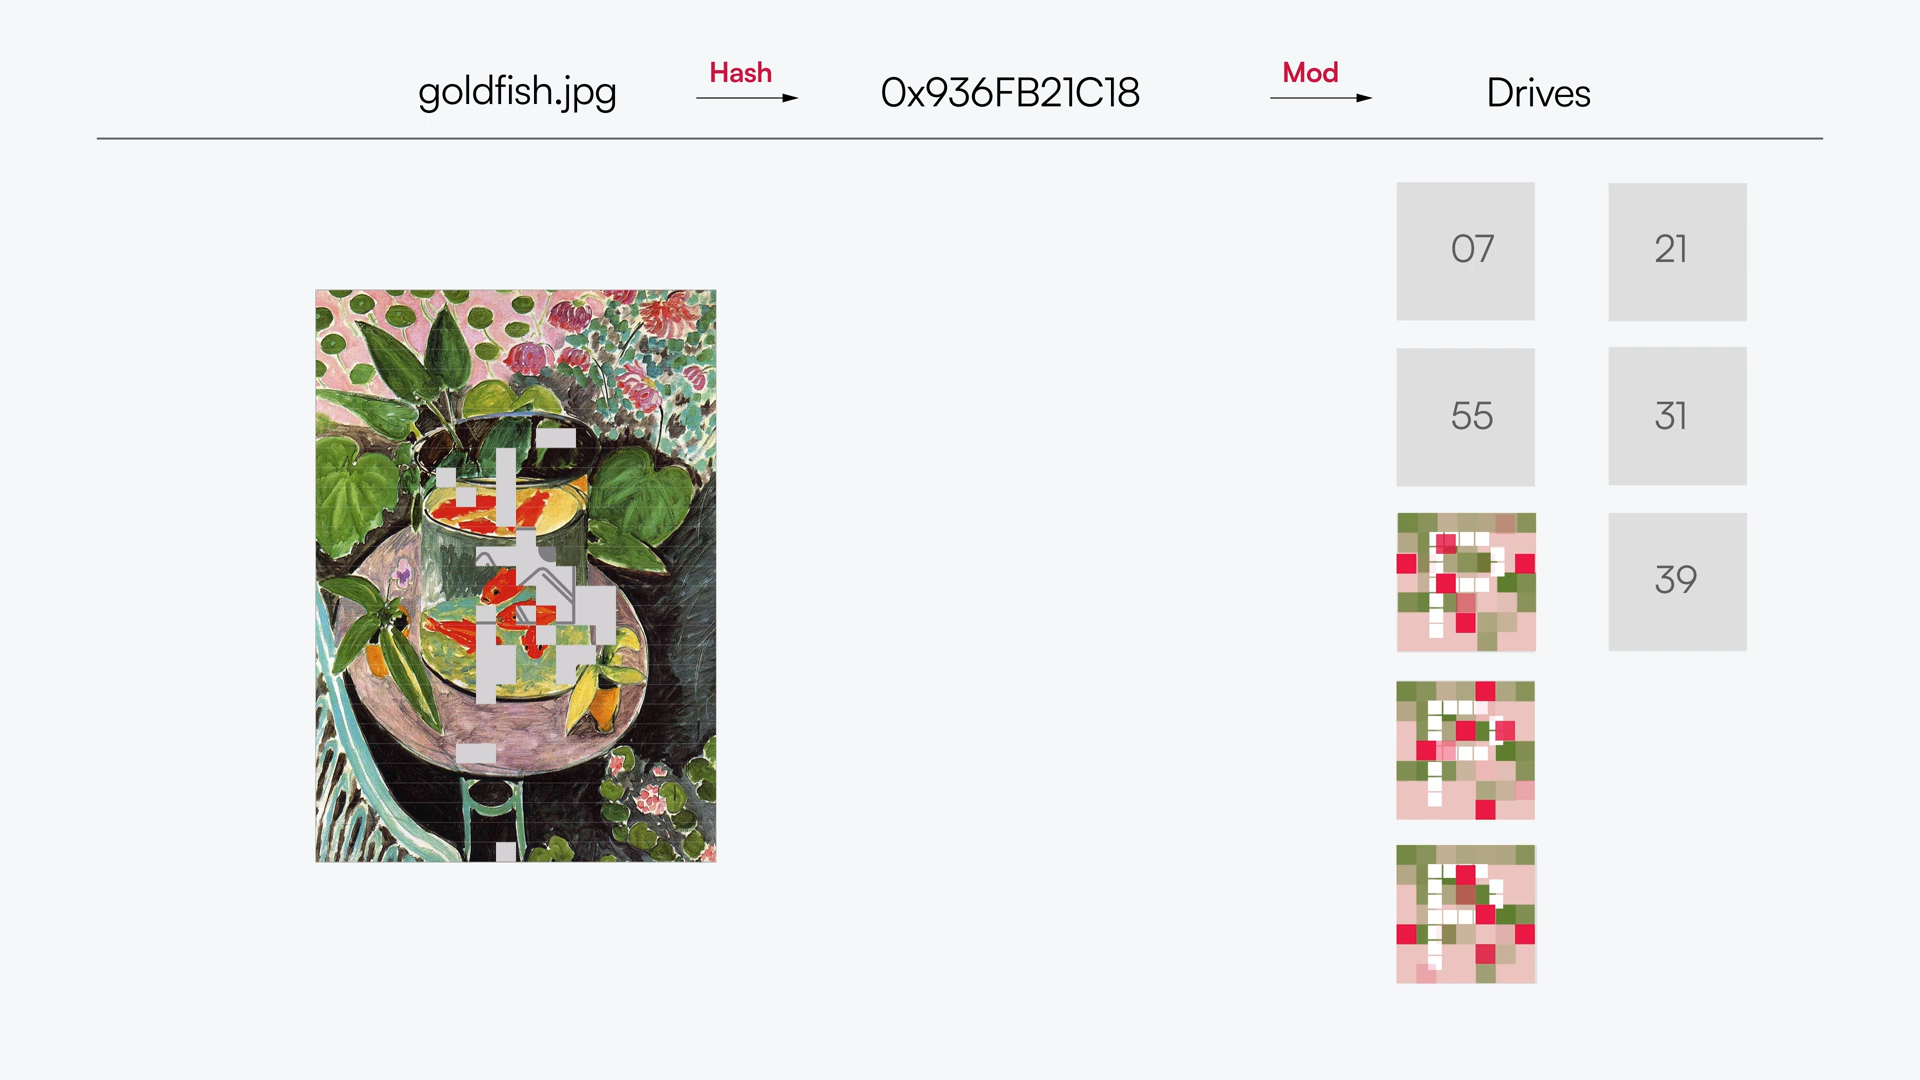 goldfish.jpg
Hash
0x936FB21C18
Mod
Drives
07
21
55
31
P
39
P
P